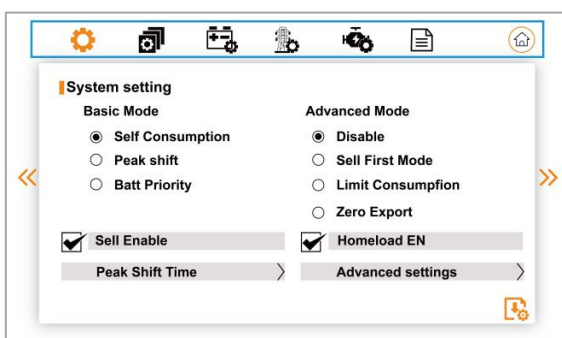 System setting
Basic Mode
Self Consumption
Peak shift
Batt Priority
Advanced Mode
Disable
Sell First Mode
Limit Consumpfion
Zero Export
Sell Enable
Homeload EN
Peak Shift Time
Advanced settings